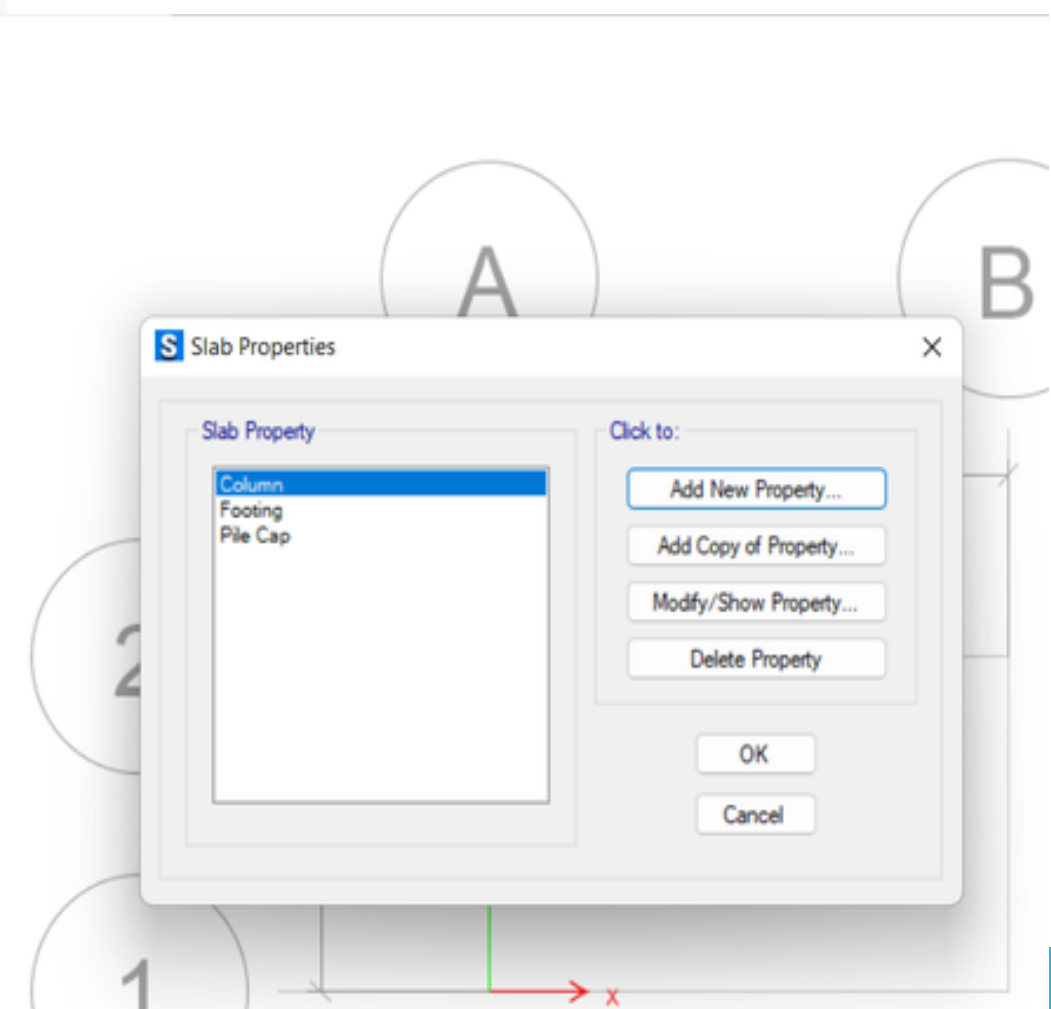 A
B
S Slab Properties
Slab Property
Column
Footing
Pile Cap
Click to:
Add New Property...
Add Copy of Property...
Modify/Show Property...
Delete Property
OK
Cancel
2
1
X